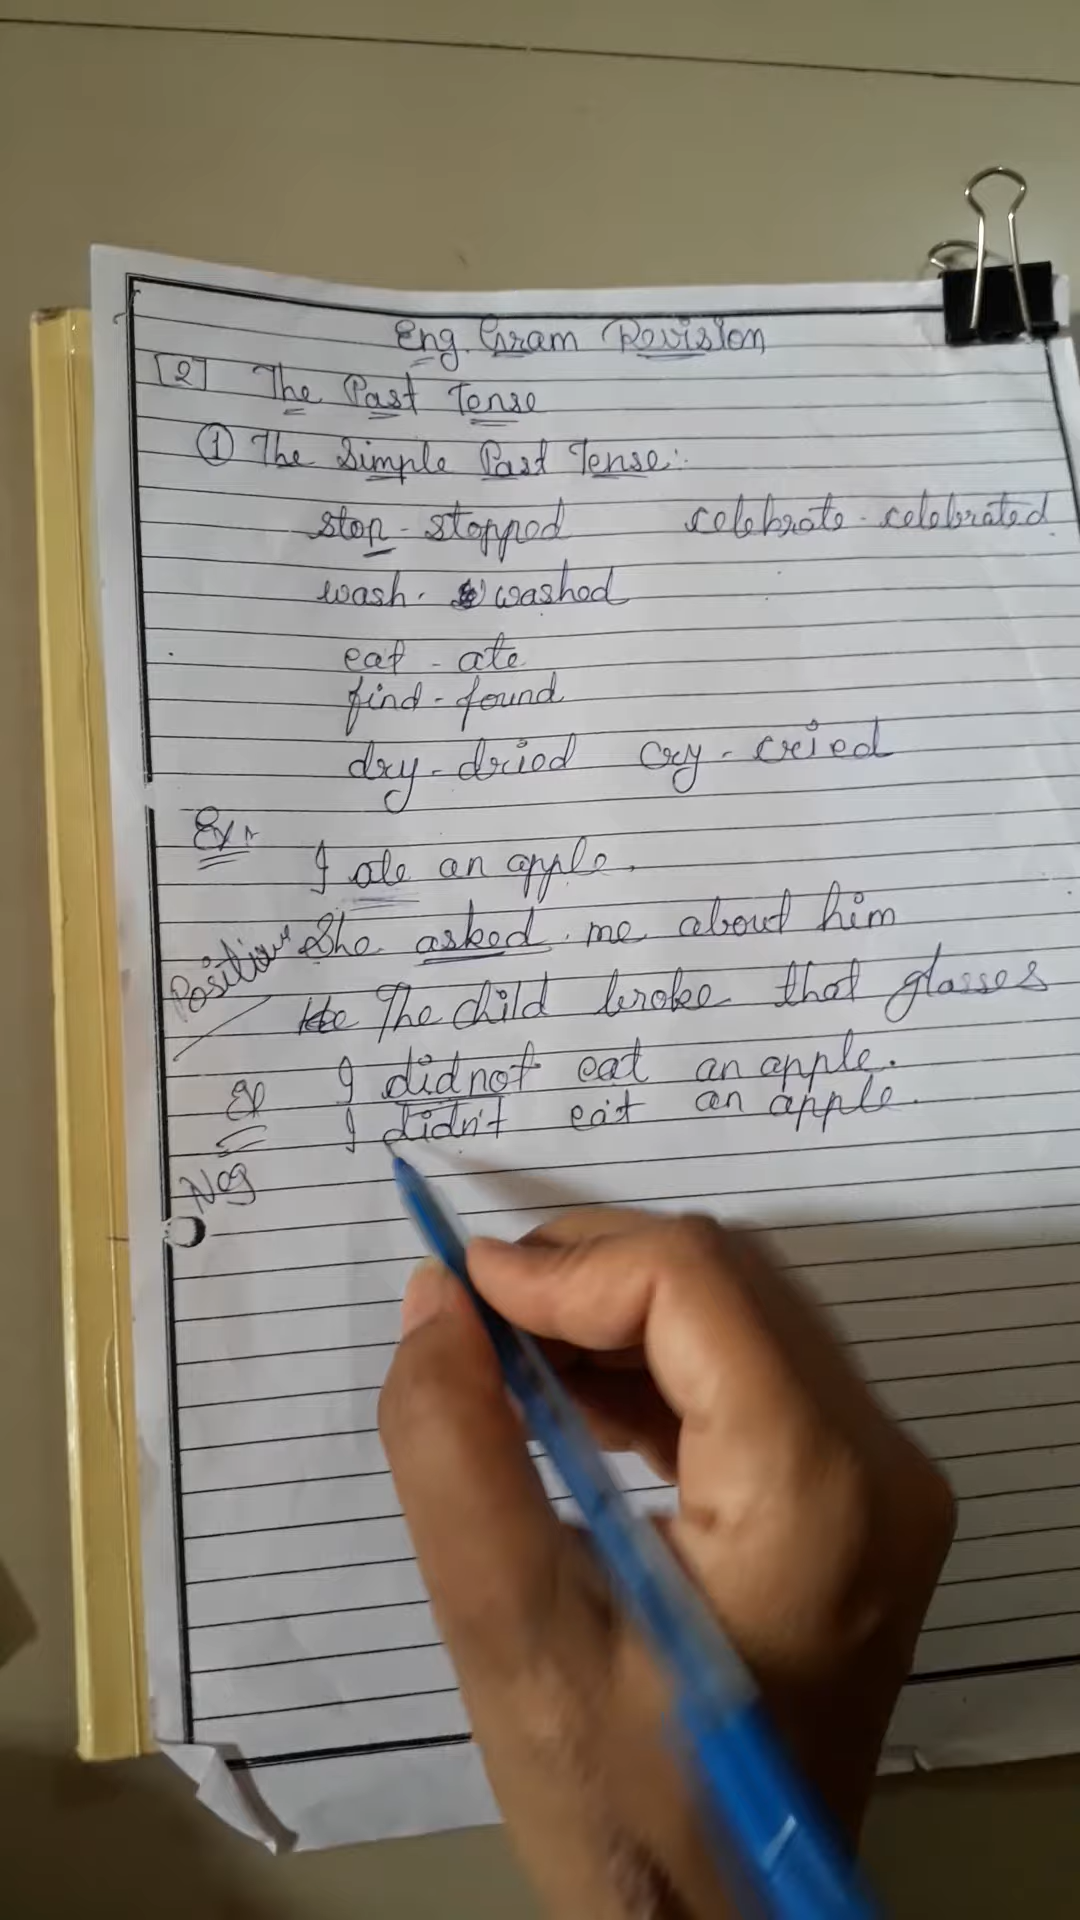 Eng. Gram Revision
[2] The Past Tense
① The Simple Past Tense:
stop - stopped celebrate - celebrated
wash - washed
eat - ate
find - found
dry - dried cry - cried
Ex
I ate an apple.
Positive She asked me about him
The child broke that glasses
Ex I did not eat an apple.
I didn't eat an apple.
Neg